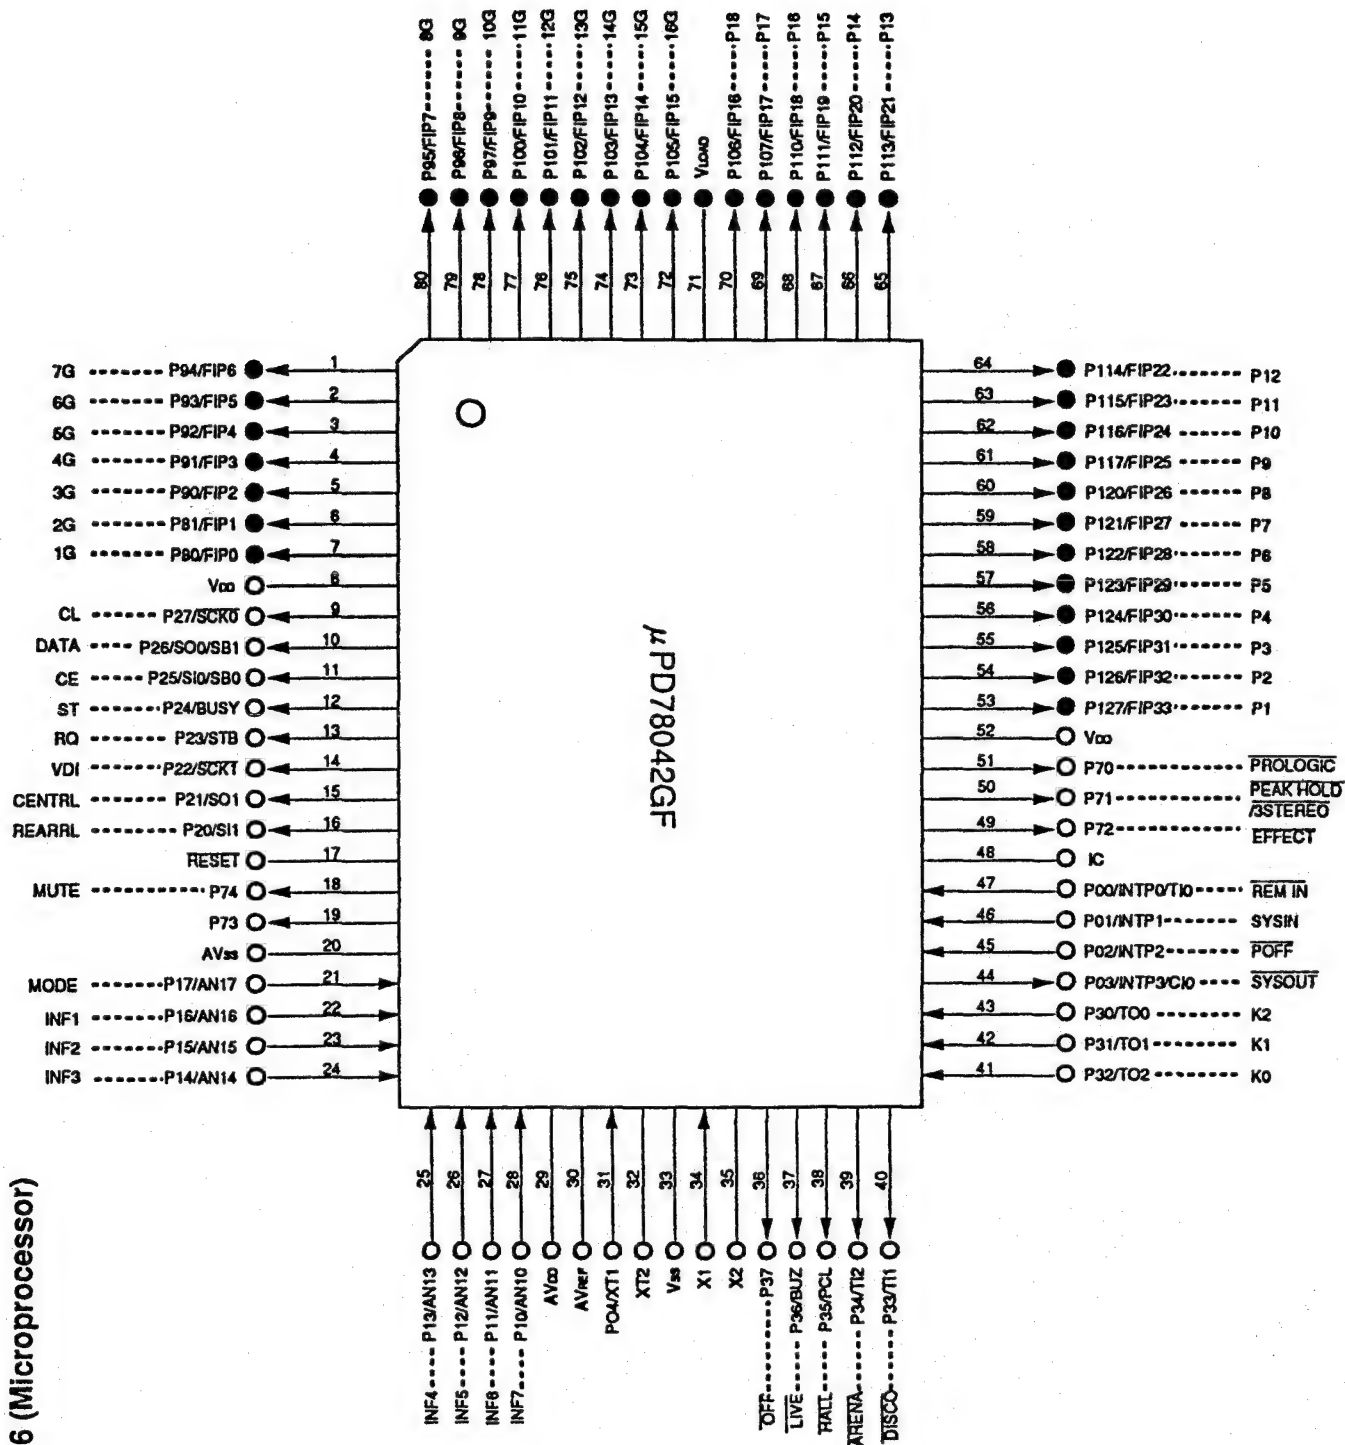 P95/FIP7 8G
P96/FIP8 9G
P97/FIP9 10G
P100/FIP10 11G
P101/FIP11 12G
P102/FIP12 13G
P103/FIP13 14G
P104/FIP14 15G
P105/FIP15 16G
VLOAD
P106/FIP16 P18
P107/FIP17 P17
P110/FIP18 P16
P111/FIP19 P15
P112/FIP20 P14
P113/FIP21 P13
80 79 78 77 76 75 74 73 72 71 70 69 68 67 66 65
7G P94/FIP6 1
6G P93/FIP5 2
5G P92/FIP4 3
4G P91/FIP3 4
3G P90/FIP2 5
2G P81/FIP1 6
1G P80/FIP0 7
VDD 8
CL P27/SCK0 9
DATA P26/SO0/SB1 10
CE P25/SI0/SB0 11
ST P24/BUSY 12
RQ P23/STB 13
VDI P22/SCK1 14
CENTRL P21/SO1 15
REARRL P20/SI1 16
RESET 17
MUTE P74 18
P73 19
AVss 20
MODE P17/AN17 21
INF1 P16/AN16 22
INF2 P15/AN15 23
INF3 P14/AN14 24
μPD78042GF
64 P114/FIP22 P12
63 P115/FIP23 P11
62 P116/FIP24 P10
61 P117/FIP25 P9
60 P120/FIP26 P8
59 P121/FIP27 P7
58 P122/FIP28 P6
57 P123/FIP29 P5
56 P124/FIP30 P4
55 P125/FIP31 P3
54 P126/FIP32 P2
53 P127/FIP33 P1
52 VDD
51 P70 PROLOGIC
50 P71 PEAK HOLD
/3STEREO
49 P72 EFFECT
48 IC
47 P00/INTP0/TI0 REM IN
46 P01/INTP1 SYSIN
45 P02/INTP2 POFF
44 P03/INTP3/CI0 SYSOUT
43 P30/TO0 K2
42 P31/TO1 K1
41 P32/TO2 K0
25 26 27 28 29 30 31 32 33 34 35 36 37 38 39 40
INF4 P13/AN13
INF5 P12/AN12
INF6 P11/AN11
INF7 P10/AN10
AVDD
AVREF
PO4/XT1
XT2
Vss
X1
X2
OFF P37
LIVE P36/BUZ
HALL P35/PCL
ARENA P34/TI2
DISCO P33/TI1
6 (Microprocessor)